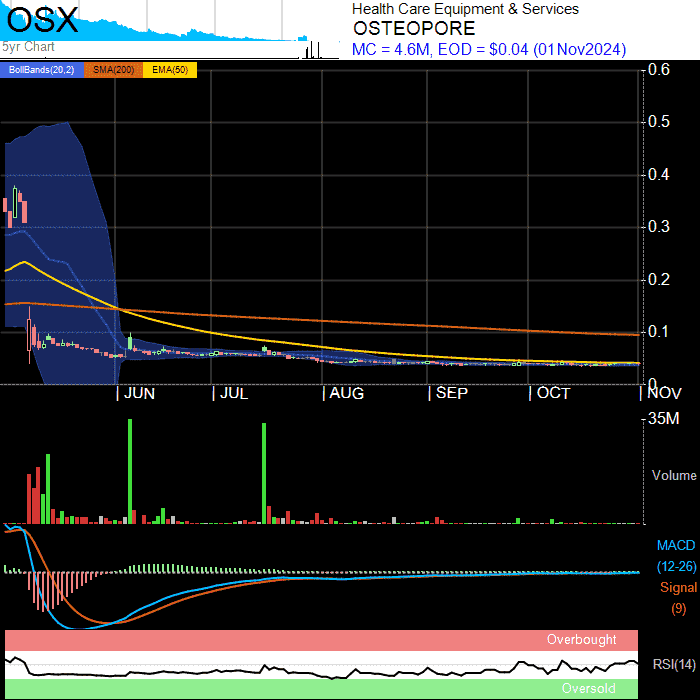 OSX
5yr Chart
Health Care Equipment & Services
OSTEOPORE
MC = 4.6M, EOD = $0.04 (01Nov2024)
BollBands(20,2) SMA(200) EMA(50)
0.6
0.5
0.4
0.3
0.2
0.1
0
JUN JUL AUG SEP OCT NOV
35M
Volume
MACD
(12-26)
Signal
(9)
Overbought
RSI(14)
Oversold